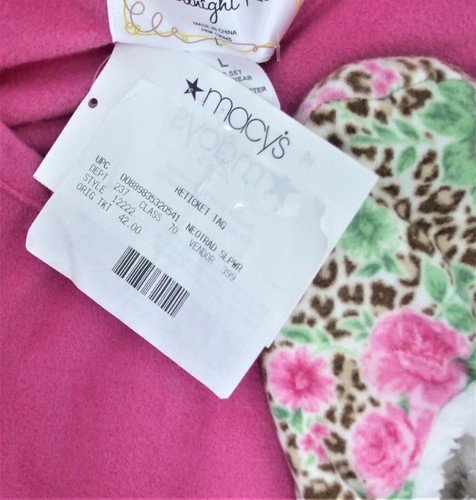 MADE IN CHINA
L
macy's
RETICKET TAG
UPC 00889835320541 NEOTRAD SLPWR
DEPT 237 CLASS 70 VENDOR 399
STYLE 12222
ORIG TKT 42.00